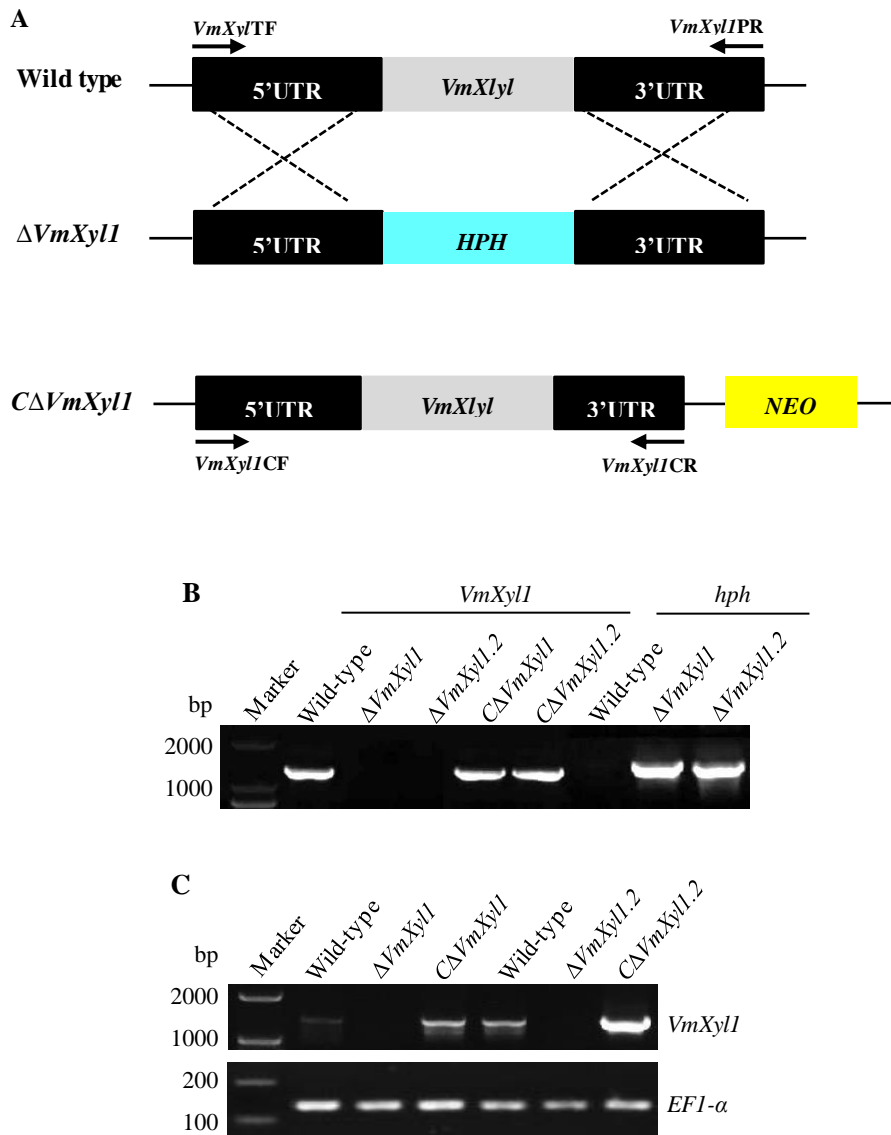 A
VmXylTF
VmXyl1PR
Wild type
5'UTR
VmXlyl
3'UTR
ΔVmXyl1
5'UTR
HPH
3'UTR
CΔVmXyl1
5'UTR
VmXlyl
3'UTR
NEO
VmXyl1CF
VmXyl1CR
B
VmXyl1
hph
bp
Marker
Wild-type
ΔVmXyl1
ΔVmXyl1.2
CΔVmXyl1
CΔVmXyl1.2
Wild-type
ΔVmXyl1
ΔVmXyl1.2
2000
1000
C
bp
Marker
Wild-type
ΔVmXyl1
CΔVmXyl1
Wild-type
ΔVmXyl1.2
CΔVmXyl1.2
2000
1000
VmXyl1
200
100
EF1-α